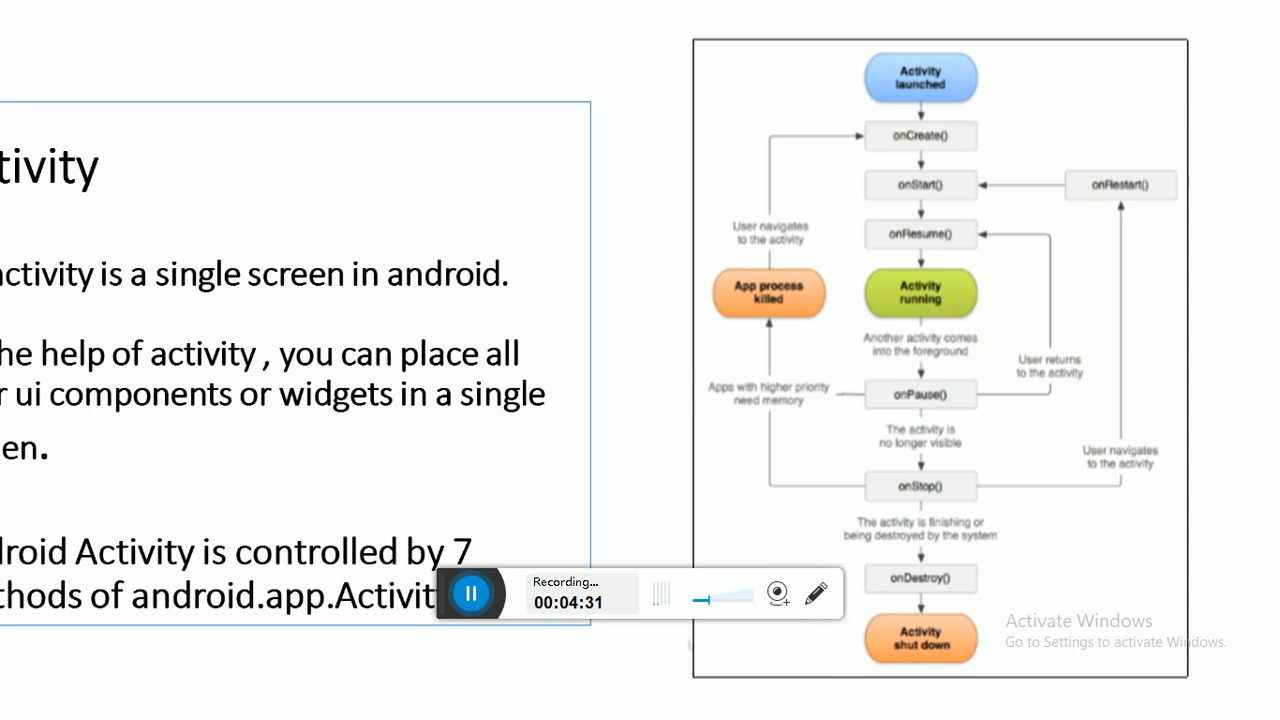 tivity
activity is a single screen in android.
he help of activity , you can place all
r ui components or widgets in a single
en.
droid Activity is controlled by 7
thods of android.app.Activit
Activity
launched
onCreate()
onStart()
onRestart()
User navigates
to the activity
onResume()
App process
killed
Activity
running
Another activity comes
into the foreground
User returns
to the activity
Apps with higher priority
need memory
onPause()
The activity is
no longer visible
User navigates
to the activity
onStop()
The activity is finishing or
being destroyed by the system
onDestroy()
Activity
shut down
Recording...
00:04:31
Activate Windows
Go to Settings to activate Windows.